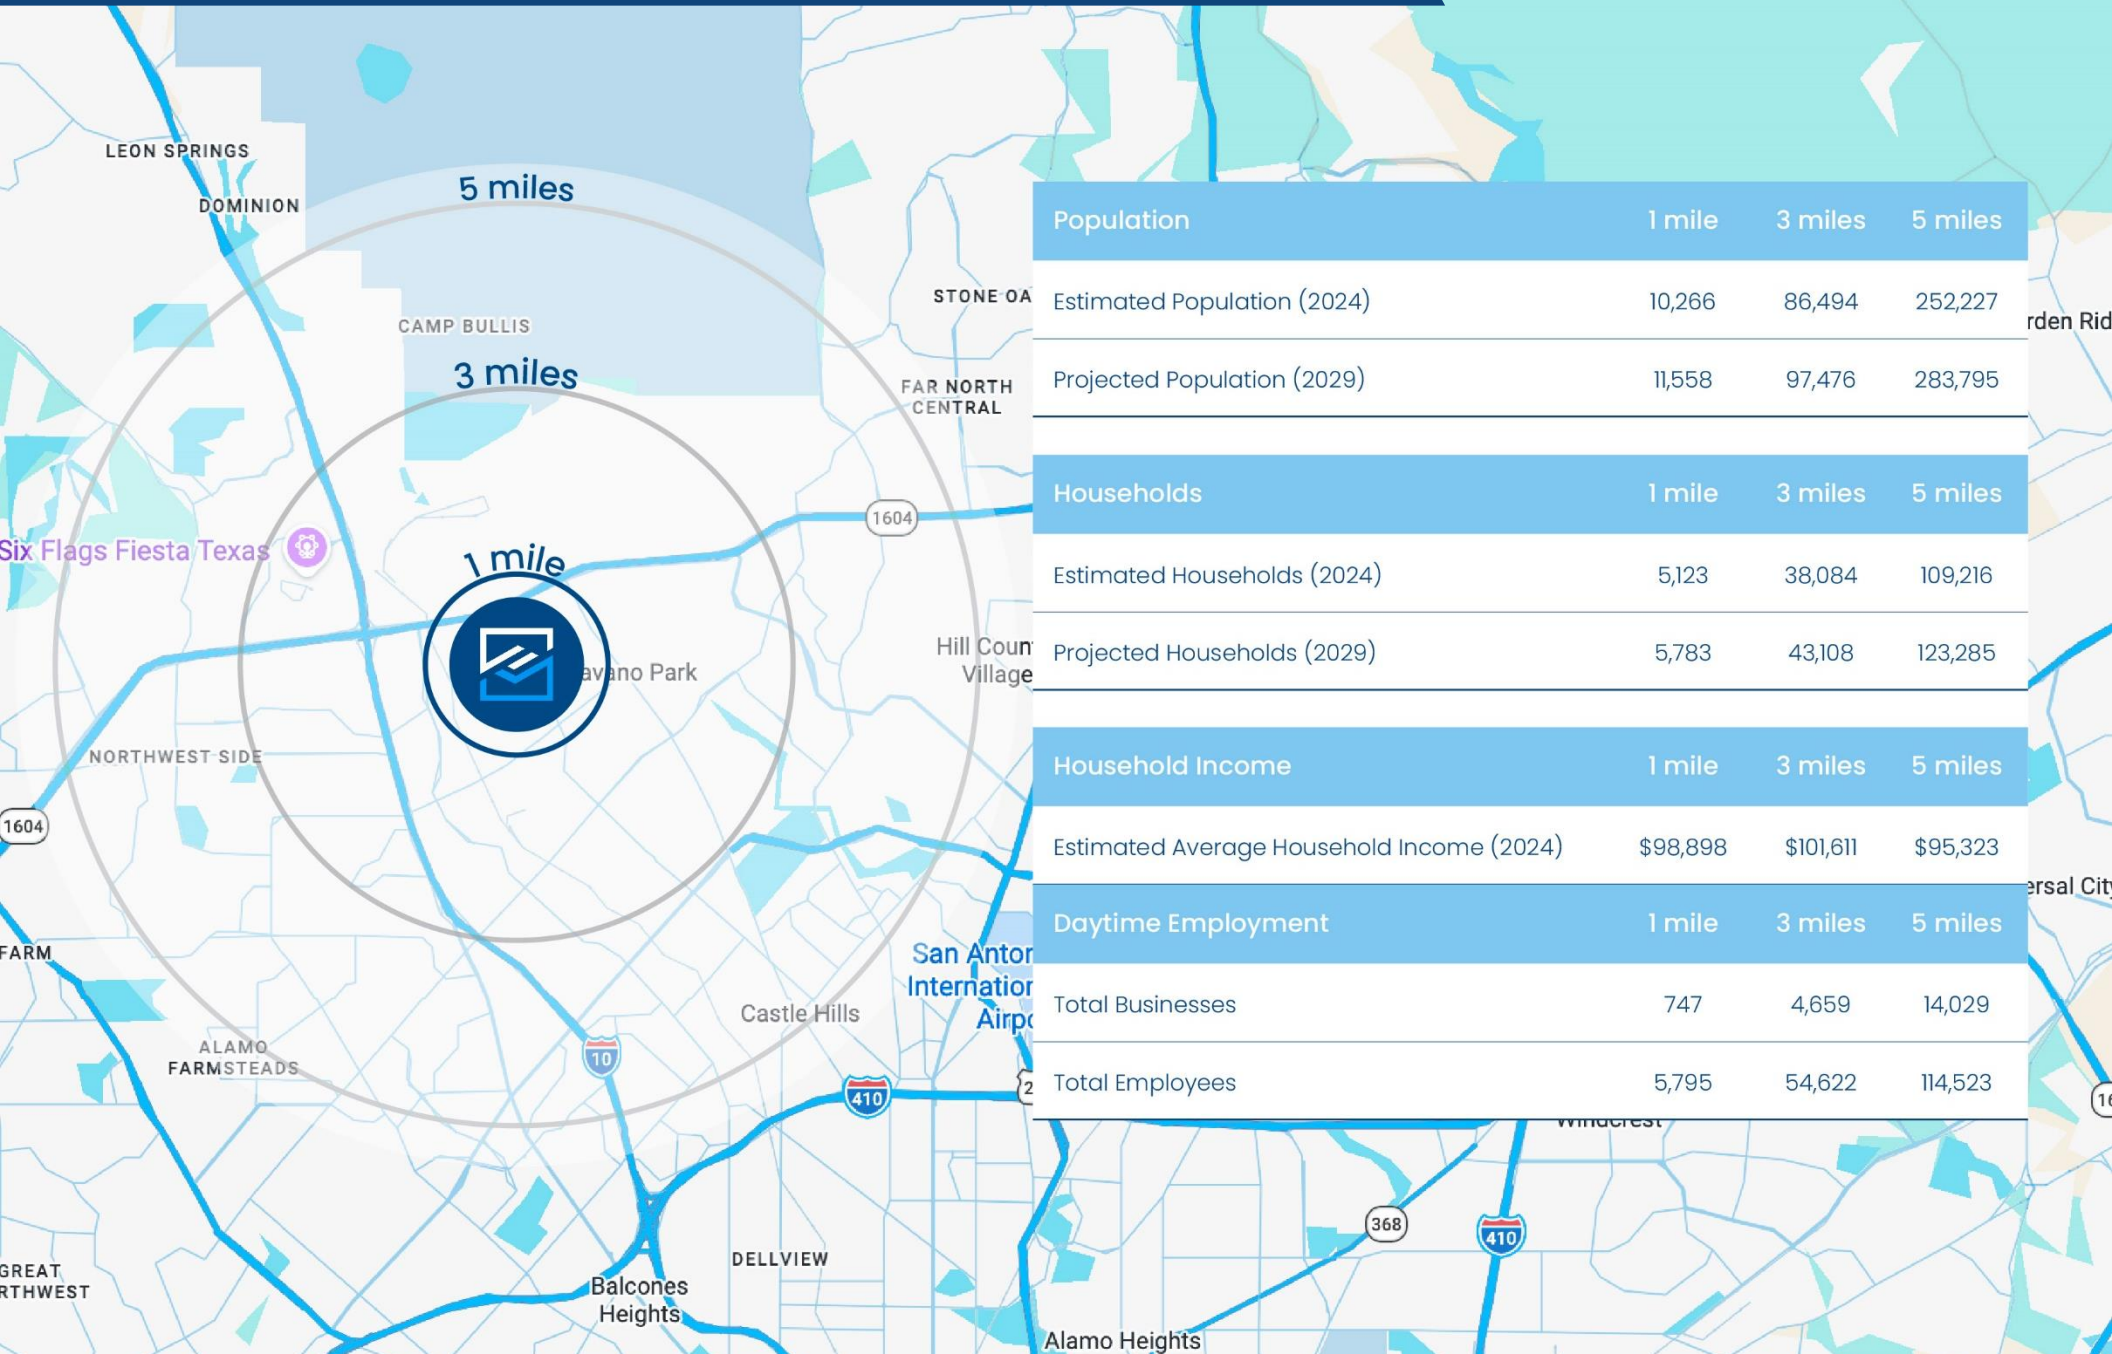 LEON SPRINGS
DOMINION
5 miles
CAMP BULLIS
3 miles
STONE OA
FAR NORTH
CENTRAL
1604
Six Flags Fiesta Texas
1 mile
avano Park
Hill Coun
Village
NORTHWEST SIDE
1604
FARM
San Anton
Internation
Airpo
Castle Hills
ALAMO
FARMSTEADS
10
410
2
GREAT
RTHWEST
DELLVIEW
Balcones
Heights
Alamo Heights
368
410
Windcrest
rden Rid
ersal City
16
Population 1 mile 3 miles 5 miles
Estimated Population (2024) 10,266 86,494 252,227
Projected Population (2029) 11,558 97,476 283,795
Households 1 mile 3 miles 5 miles
Estimated Households (2024) 5,123 38,084 109,216
Projected Households (2029) 5,783 43,108 123,285
Household Income 1 mile 3 miles 5 miles
Estimated Average Household Income (2024) $98,898 $101,611 $95,323
Daytime Employment 1 mile 3 miles 5 miles
Total Businesses 747 4,659 14,029
Total Employees 5,795 54,622 114,523